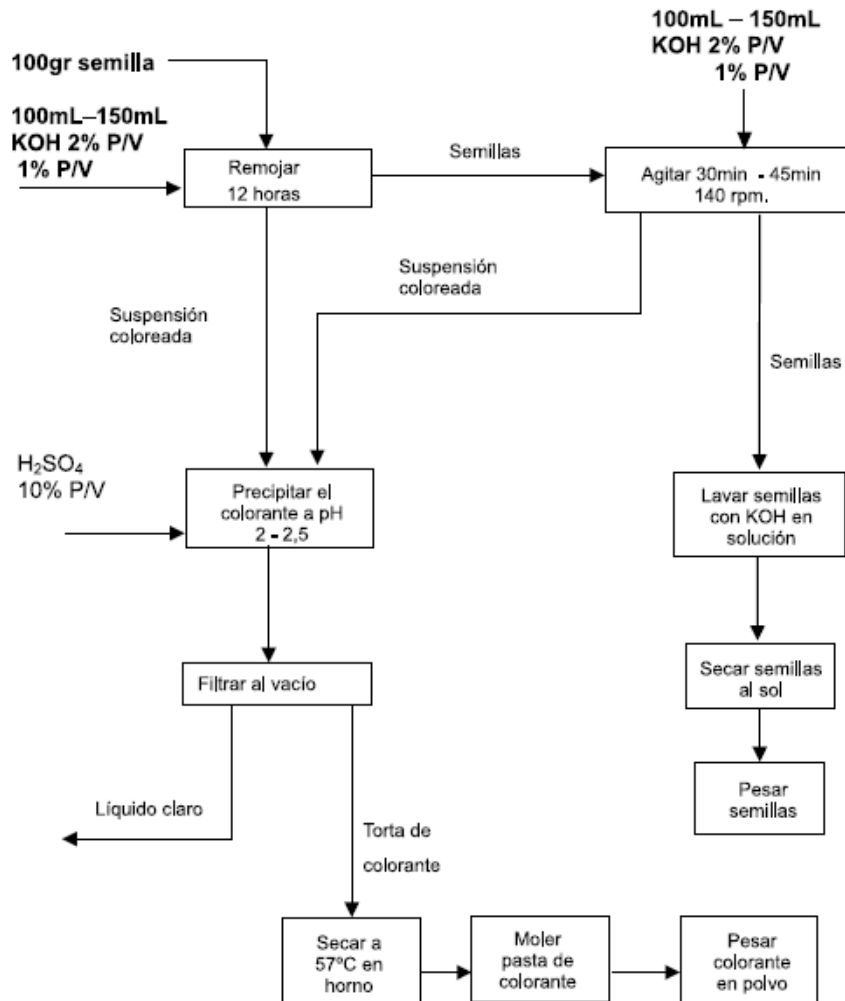 100mL – 150mL
KOH 2% P/V
1% P/V
100gr semilla
100mL–150mL
KOH 2% P/V
1% P/V
Remojar
12 horas
Semillas
Agitar 30min - 45min
140 rpm.
Suspensión
coloreada
Suspensión
coloreada
Semillas
H₂SO₄
10% P/V
Precipitar el
colorante a pH
2 – 2,5
Lavar semillas
con KOH en
solución
Filtrar al vacío
Secar semillas
al sol
Líquido claro
Torta de
colorante
Pesar
semillas
Secar a
57ºC en
horno
Moler
pasta de
colorante
Pesar
colorante
en polvo